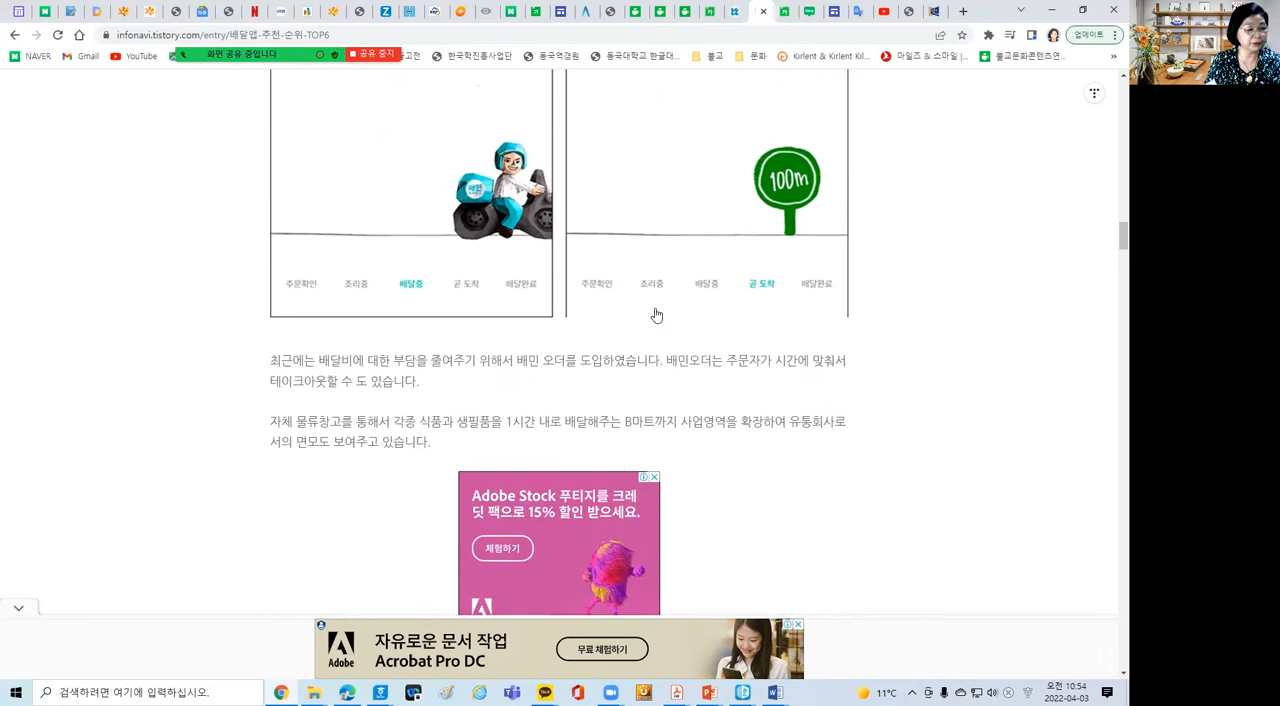 infonavi.tistory.com/entry/배달앱-추천-순위-TOP6
업데이트
NAVER
Gmail
YouTube
화면 공유 중입니다
공유 중지
한국학진흥사업단
동국역경원
동국대학교 한글대...
불교
문화
Kirlent & Kirlent Kil...
마일즈 & 스마일 |...
불교문화콘텐츠연...
»
배민
100m
주문확인 조리중 배달중 곧 도착 배달완료
주문확인 조리중 배달중 곧 도착 배달완료
최근에는 배달비에 대한 부담을 줄여주기 위해서 배민 오더를 도입하였습니다. 배민오더는 주문자가 시간에 맞춰서
테이크아웃할 수 도 있습니다.
자체 물류창고를 통해서 각종 식품과 생필품을 1시간 내로 배달해주는 B마트까지 사업영역을 확장하여 유통회사로
서의 면모도 보여주고 있습니다.
Adobe Stock 푸티지를 크레
딧 팩으로 15% 할인 받으세요.
체험하기
Adobe
자유로운 문서 작업
Acrobat Pro DC
무료 체험하기
검색하려면 여기에 입력하십시오.
11°C
오전 10:54
2022-04-03